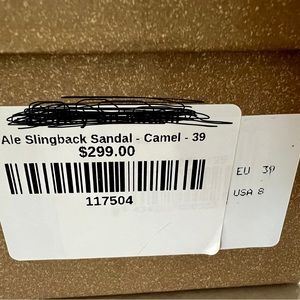 Ale Slingback Sandal - Camel - 39
$299.00
117504
EU 39
USA 8